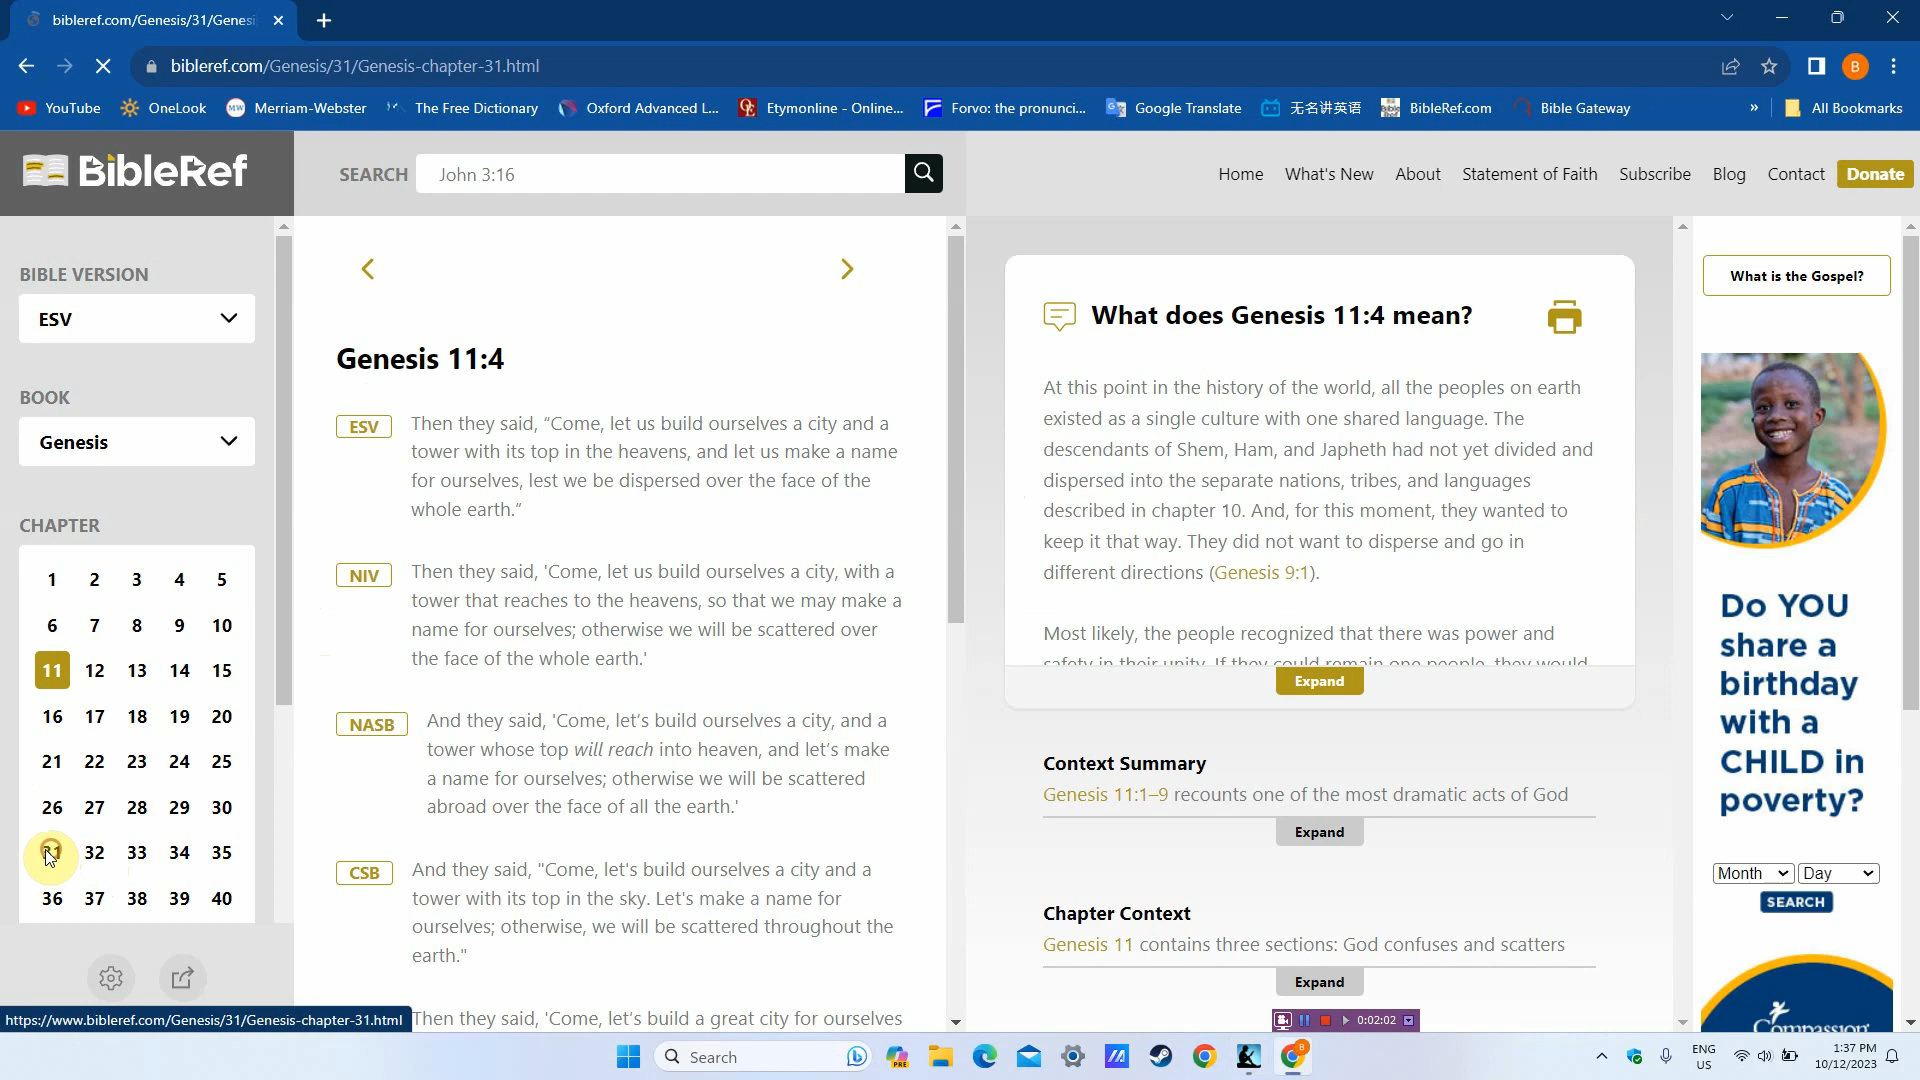 bibleref.com/Genesis/31/Genesi
bibleref.com/Genesis/31/Genesis-chapter-31.html
B
YouTube
OneLook
MW Merriam-Webster
The Free Dictionary
Oxford Advanced L...
Etymonline - Online...
Forvo: the pronunci...
Google Translate
无名讲英语
BibleRef.com
Bible Gateway
»
All Bookmarks
BibleRef
SEARCH John 3:16
Home What's New About Statement of Faith Subscribe Blog Contact Donate
BIBLE VERSION
ESV
BOOK
Genesis
CHAPTER
1 2 3 4 5
6 7 8 9 10
11 12 13 14 15
16 17 18 19 20
21 22 23 24 25
26 27 28 29 30
31 32 33 34 35
36 37 38 39 40
https://www.bibleref.com/Genesis/31/Genesis-chapter-31.html
Genesis 11:4
ESV Then they said, “Come, let us build ourselves a city and a
tower with its top in the heavens, and let us make a name
for ourselves, lest we be dispersed over the face of the
whole earth.”
NIV Then they said, 'Come, let us build ourselves a city, with a
tower that reaches to the heavens, so that we may make a
name for ourselves; otherwise we will be scattered over
the face of the whole earth.'
NASB And they said, 'Come, let’s build ourselves a city, and a
tower whose top will reach into heaven, and let’s make
a name for ourselves; otherwise we will be scattered
abroad over the face of all the earth.'
CSB And they said, "Come, let's build ourselves a city and a
tower with its top in the sky. Let's make a name for
ourselves; otherwise, we will be scattered throughout the
earth."
Then they said, 'Come, let’s build a great city for ourselves
What does Genesis 11:4 mean?
At this point in the history of the world, all the peoples on earth
existed as a single culture with one shared language. The
descendants of Shem, Ham, and Japheth had not yet divided and
dispersed into the separate nations, tribes, and languages
described in chapter 10. And, for this moment, they wanted to
keep it that way. They did not want to disperse and go in
different directions (Genesis 9:1).
Most likely, the people recognized that there was power and
safety in their unity. If they could remain one people, they would
Expand
Context Summary
Genesis 11:1–9 recounts one of the most dramatic acts of God
Expand
Chapter Context
Genesis 11 contains three sections: God confuses and scatters
Expand
0:02:02
What is the Gospel?
Do YOU
share a
birthday
with a
CHILD in
poverty?
Month Day
SEARCH
Compassion
Search
PRE
B
ENG
US
1:37 PM
10/12/2023